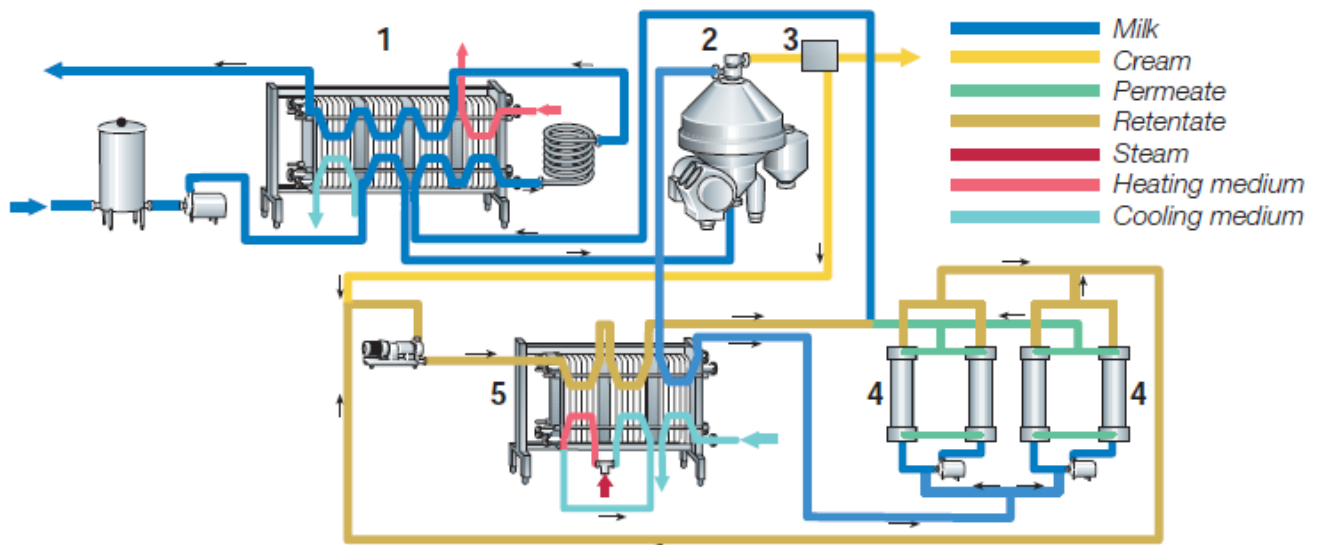 1
2
3
Milk
Cream
Permeate
Retentate
Steam
Heating medium
Cooling medium
5
4
4